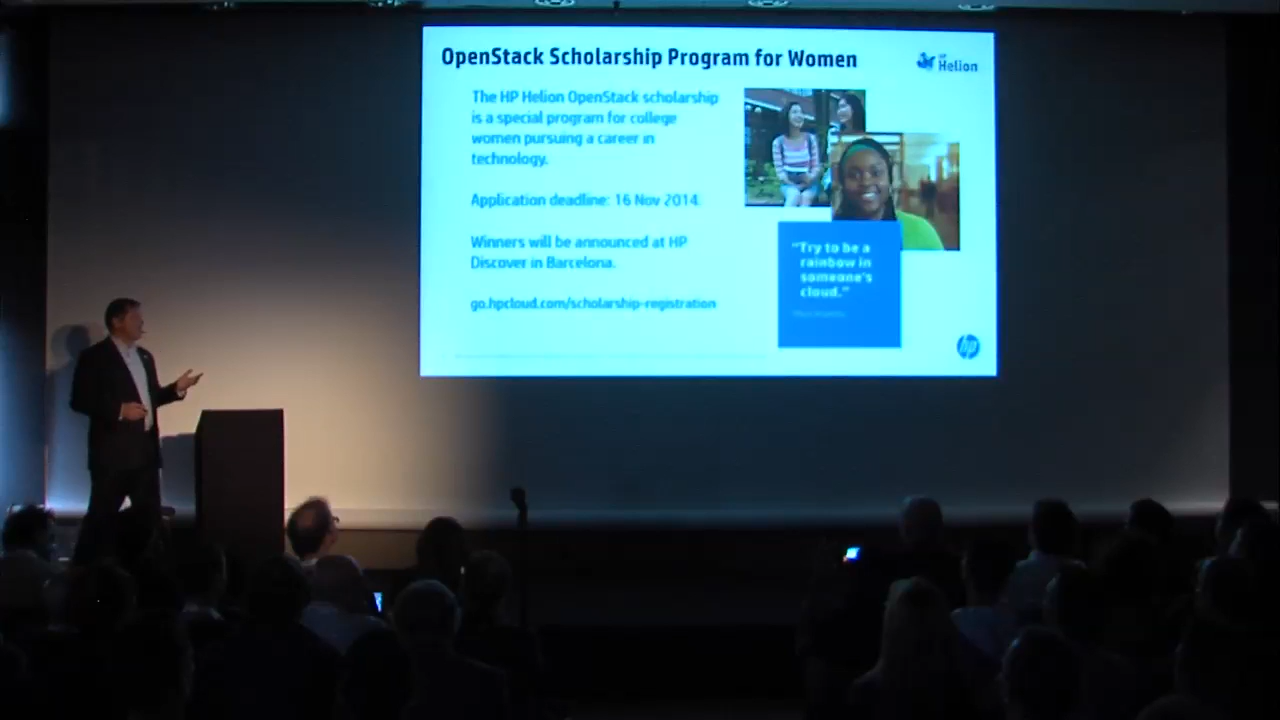 OpenStack Scholarship Program for Women
HP
Helion
The HP Helion OpenStack scholarship
is a special program for college
women pursuing a career in
technology.
Application deadline: 16 Nov 2014.
Winners will be announced at HP
Discover in Barcelona.
go.hpcloud.com/scholarship-registration
"Try to be a
rainbow in
someone's
cloud."
hp